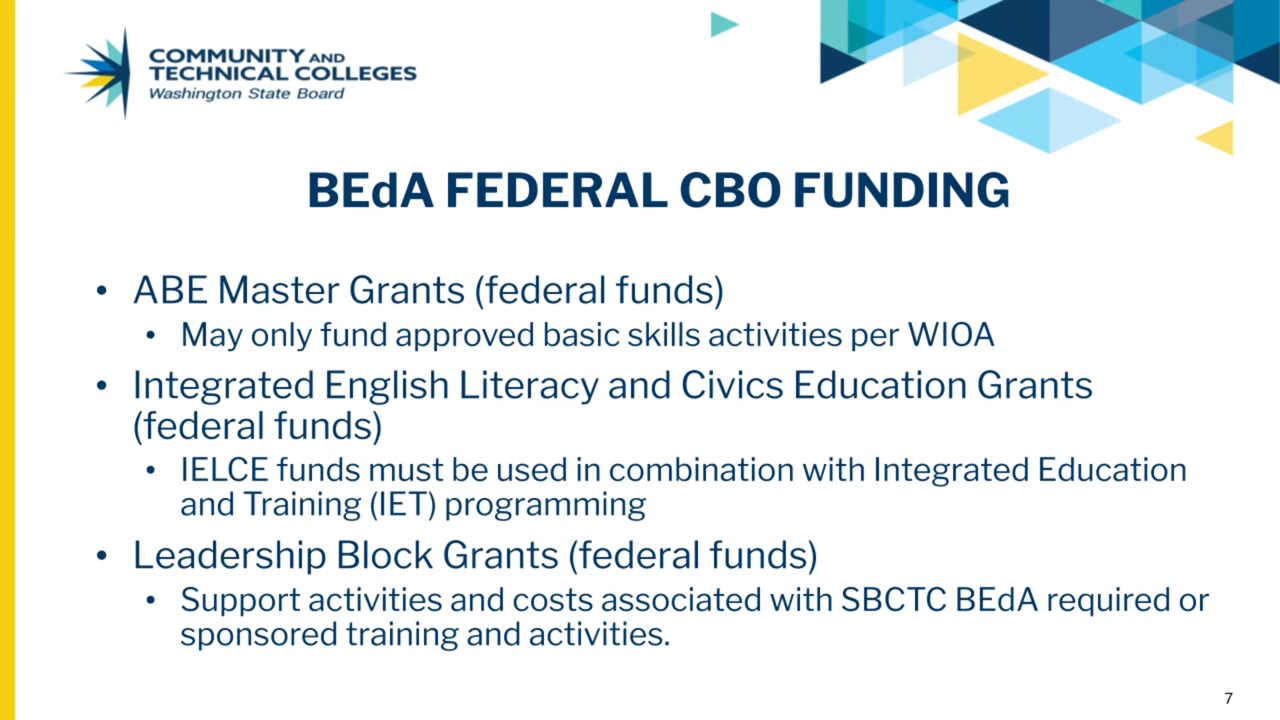 COMMUNITY AND
TECHNICAL COLLEGES
Washington State Board
BEdA FEDERAL CBO FUNDING
• ABE Master Grants (federal funds)
• May only fund approved basic skills activities per WIOA
• Integrated English Literacy and Civics Education Grants
(federal funds)
• IELCE funds must be used in combination with Integrated Education
and Training (IET) programming
• Leadership Block Grants (federal funds)
• Support activities and costs associated with SBCTC BEdA required or
sponsored training and activities.
7